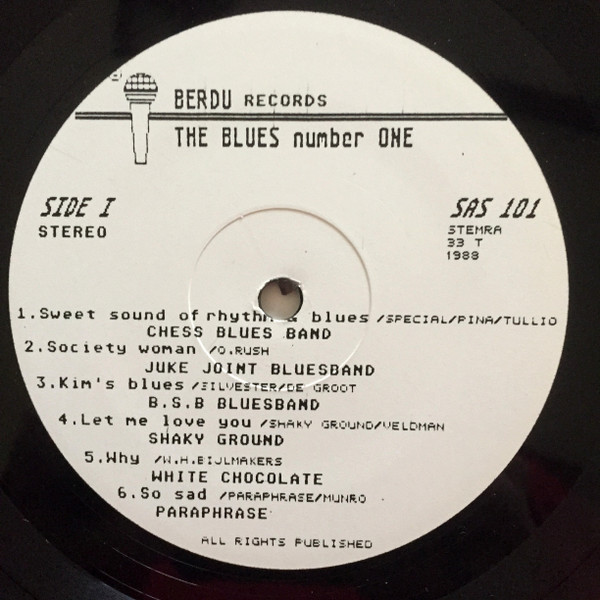 BERDU RECORDS
THE BLUES number ONE
SIDE I
STEREO
SAS 101
STEMRA
33 T
1988
1.Sweet sound of rhythm & blues /SPECIAL/PINA/TULLIO
CHESS BLUES BAND
2.Society woman /O.RUSH
JUKE JOINT BLUESBAND
3.Kim's blues /SILVESTER/DE GROOT
B.S.B BLUESBAND
4.Let me love you /SHAKY GROUND/VELDMAN
SHAKY GROUND
5.Why /W.H.EIJLMAKERS
WHITE CHOCOLATE
6.So sad /PARAPHRASE/MUNRO
PARAPHRASE
ALL RIGHTS PUBLISHED